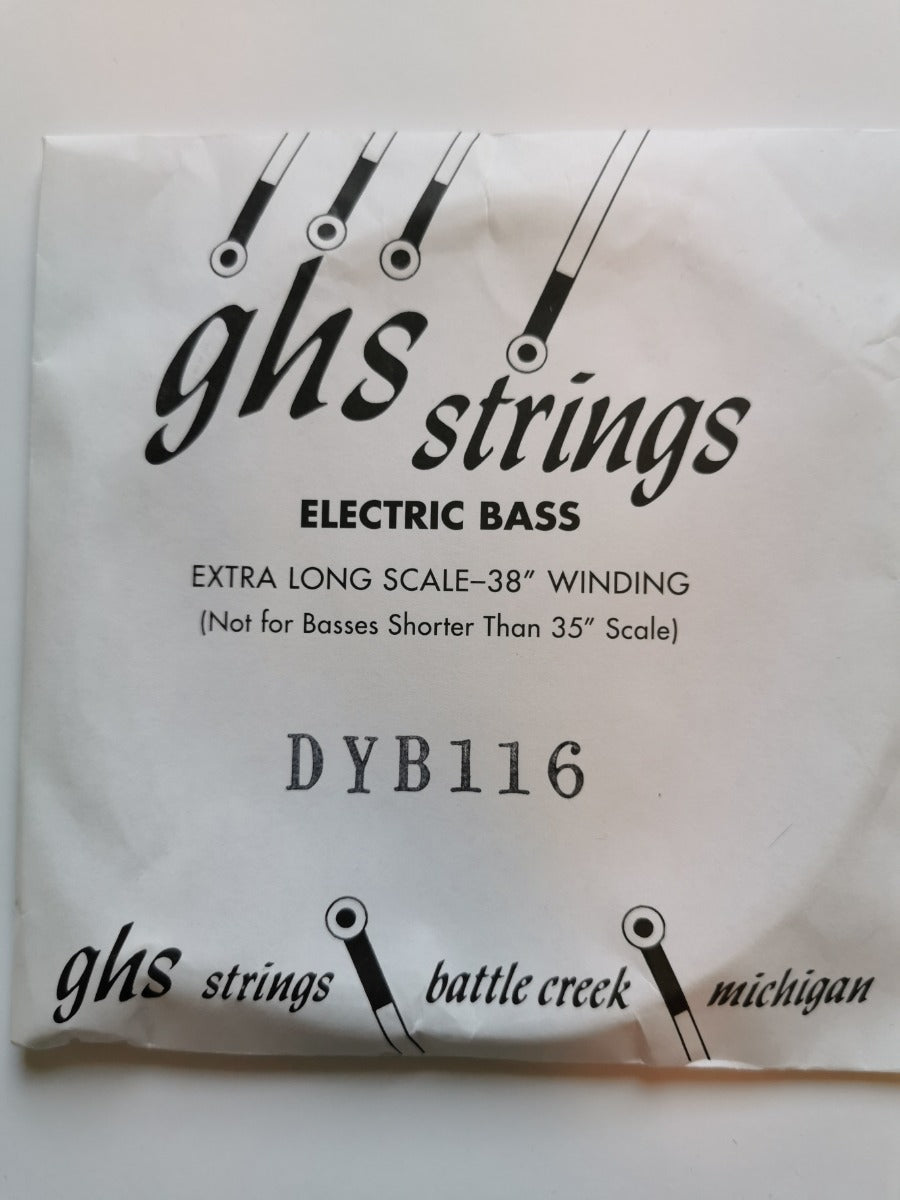 ghs strings
ELECTRIC BASS
EXTRA LONG SCALE–38” WINDING
(Not for Basses Shorter Than 35” Scale)
DYB116
ghs strings battle creek michigan